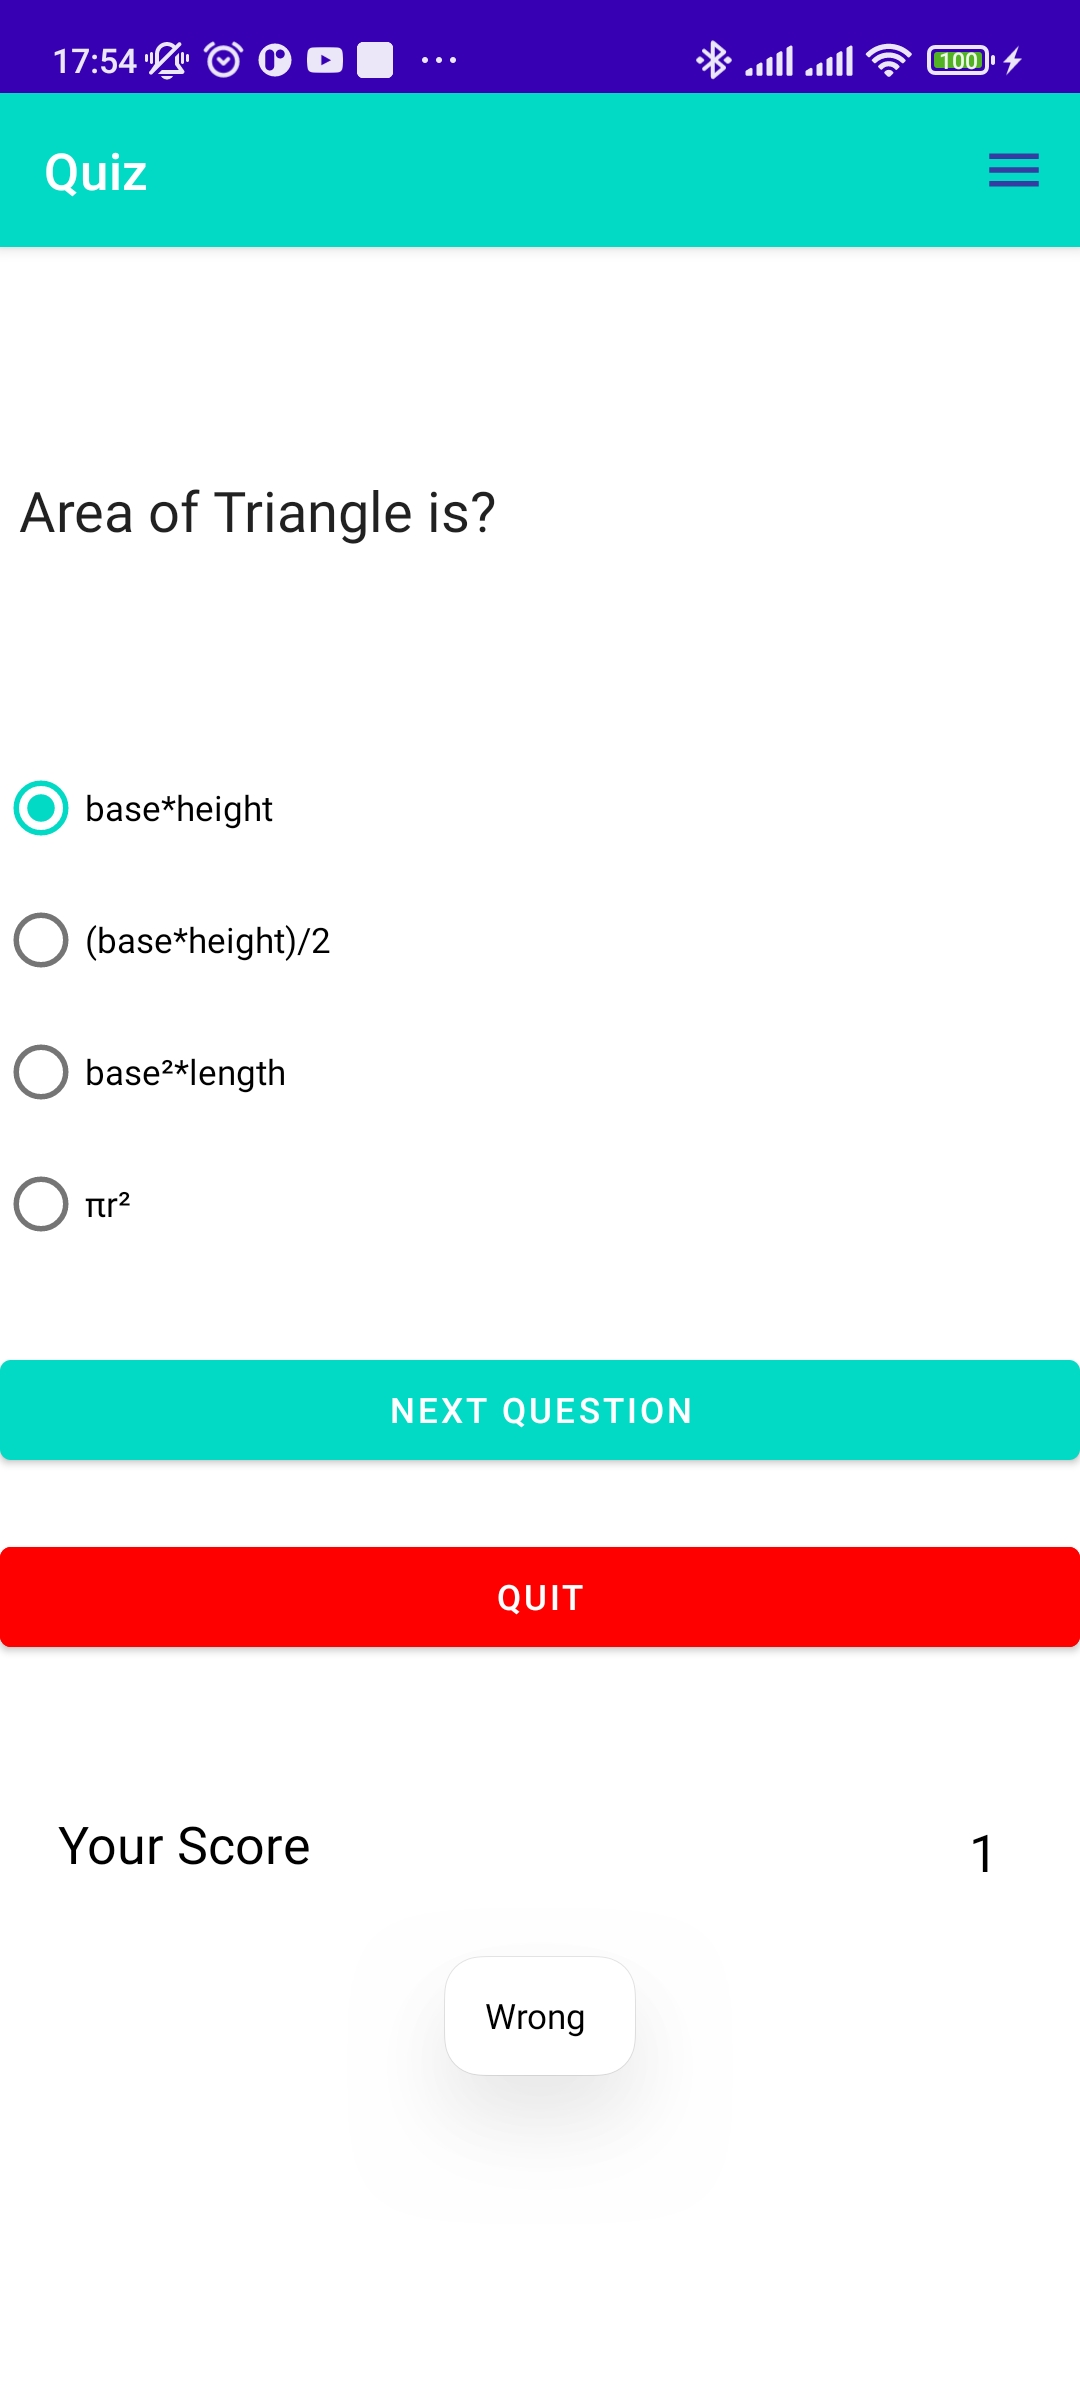 17:54
100
Quiz
Area of Triangle is?
base*height
(base*height)/2
base²*length
πr²
NEXT QUESTION
QUIT
Your Score 1
Wrong